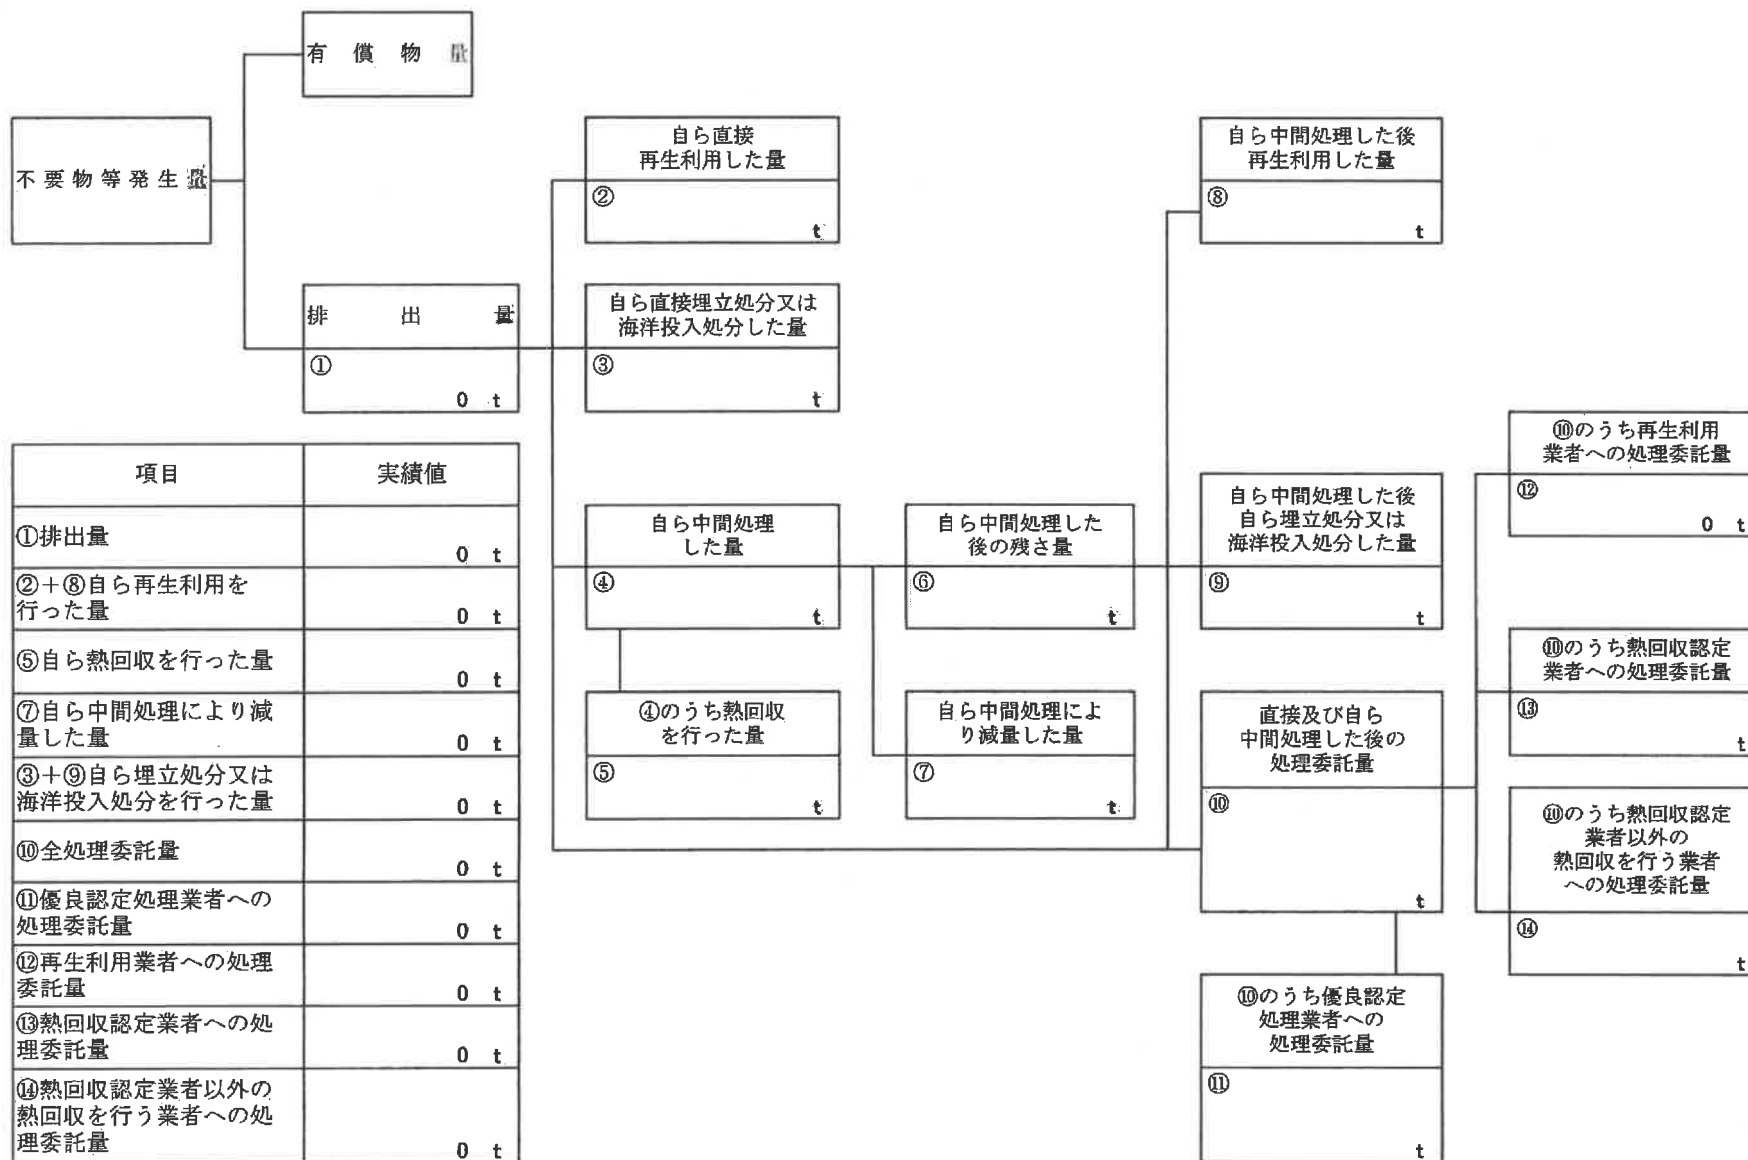 有償物量
不要物等発生量
排出量
①
0 t
自ら直接
再生利用した量
②
t
自ら直接埋立処分又は
海洋投入処分した量
③
t
自ら中間処理
した量
④
t
④のうち熱回収
を行った量
⑤
t
自ら中間処理した
後の残さ量
⑥
t
自ら中間処理によ
り減量した量
⑦
t
自ら中間処理した後
再生利用した量
⑧
t
自ら中間処理した後
自ら埋立処分又は
海洋投入処分した量
⑨
t
直接及び自ら
中間処理した後の
処理委託量
⑩
t
⑩のうち優良認定
処理業者への
処理委託量
⑪
t
⑩のうち再生利用
業者への処理委託量
⑫
0 t
⑩のうち熱回収認定
業者への処理委託量
⑬
t
⑩のうち熱回収認定
業者以外の
熱回収を行う業者
への処理委託量
⑭
t
項目 実績値
①排出量
0 t
②+⑧自ら再生利用を
行った量
0 t
⑤自ら熱回収を行った量
0 t
⑦自ら中間処理により減
量した量
0 t
③+⑨自ら埋立処分又は
海洋投入処分を行った量
0 t
⑩全処理委託量
0 t
⑪優良認定処理業者への
処理委託量
0 t
⑫再生利用業者への処理
委託量
0 t
⑬熱回収認定業者への処
理委託量
0 t
⑭熱回収認定業者以外の
熱回収を行う業者への処
理委託量
0 t